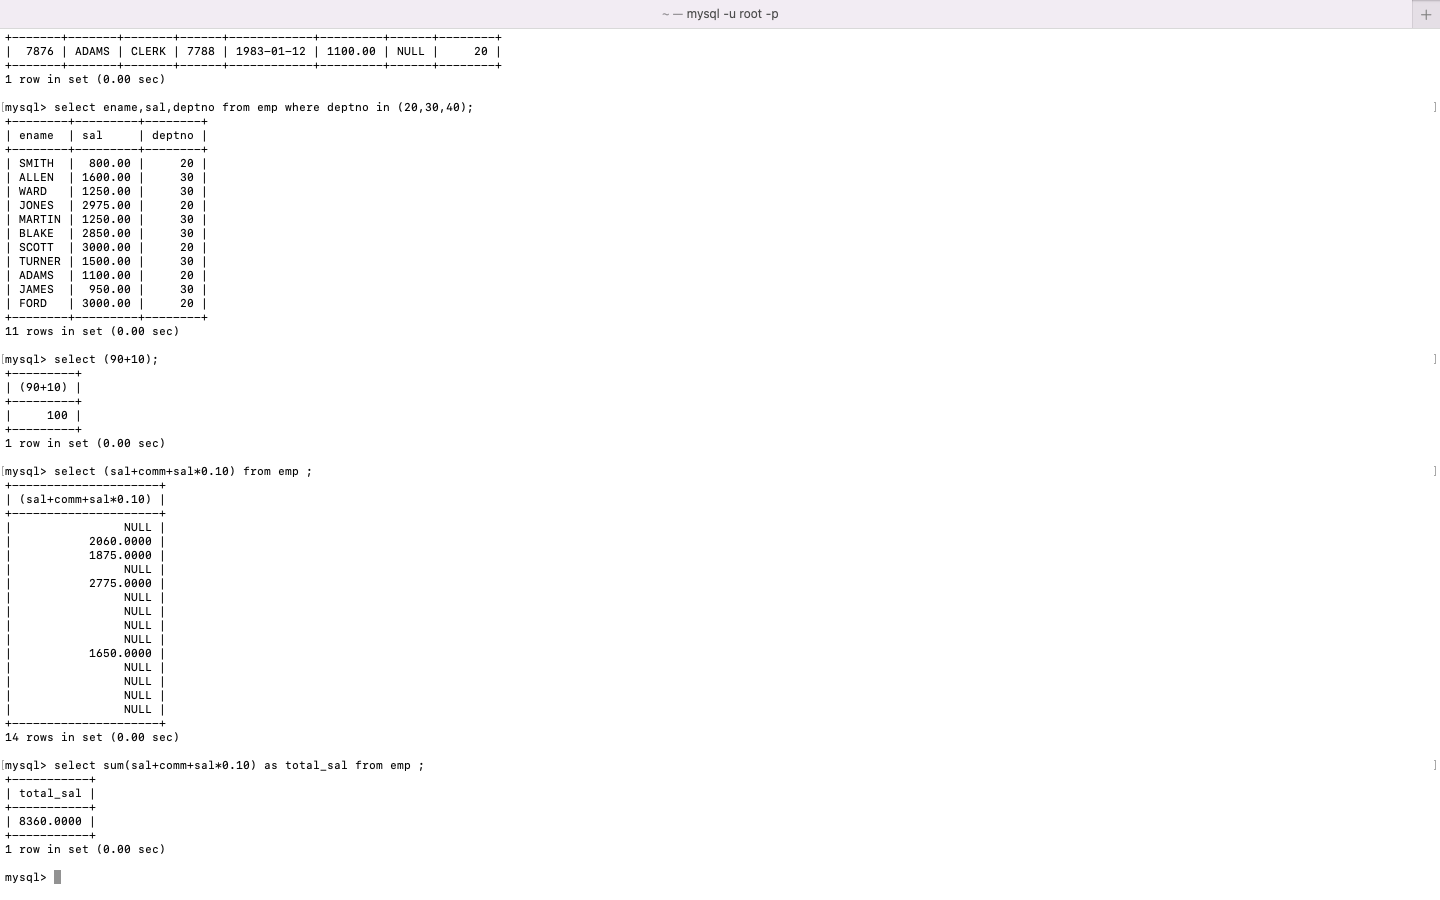 ~ — mysql -u root -p
+
+-------+-------+-------+------+------------+---------+------+--------+
|  7876 | ADAMS | CLERK | 7788 | 1983-01-12 | 1100.00 | NULL |     20 |
+-------+-------+-------+------+------------+---------+------+--------+
1 row in set (0.00 sec)
[mysql> select ename,sal,deptno from emp where deptno in (20,30,40); ]
+--------+---------+--------+
| ename  | sal     | deptno |
+--------+---------+--------+
| SMITH  |  800.00 |     20 |
| ALLEN  | 1600.00 |     30 |
| WARD   | 1250.00 |     30 |
| JONES  | 2975.00 |     20 |
| MARTIN | 1250.00 |     30 |
| BLAKE  | 2850.00 |     30 |
| SCOTT  | 3000.00 |     20 |
| TURNER | 1500.00 |     30 |
| ADAMS  | 1100.00 |     20 |
| JAMES  |  950.00 |     30 |
| FORD   | 3000.00 |     20 |
+--------+---------+--------+
11 rows in set (0.00 sec)
[mysql> select (90+10); ]
+---------+
| (90+10) |
+---------+
|     100 |
+---------+
1 row in set (0.00 sec)
[mysql> select (sal+comm+sal*0.10) from emp ; ]
+---------------------+
| (sal+comm+sal*0.10) |
+---------------------+
|                NULL |
|           2060.0000 |
|           1875.0000 |
|                NULL |
|           2775.0000 |
|                NULL |
|                NULL |
|                NULL |
|                NULL |
|           1650.0000 |
|                NULL |
|                NULL |
|                NULL |
|                NULL |
+---------------------+
14 rows in set (0.00 sec)
[mysql> select sum(sal+comm+sal*0.10) as total_sal from emp ; ]
+-----------+
| total_sal |
+-----------+
| 8360.0000 |
+-----------+
1 row in set (0.00 sec)
mysql>